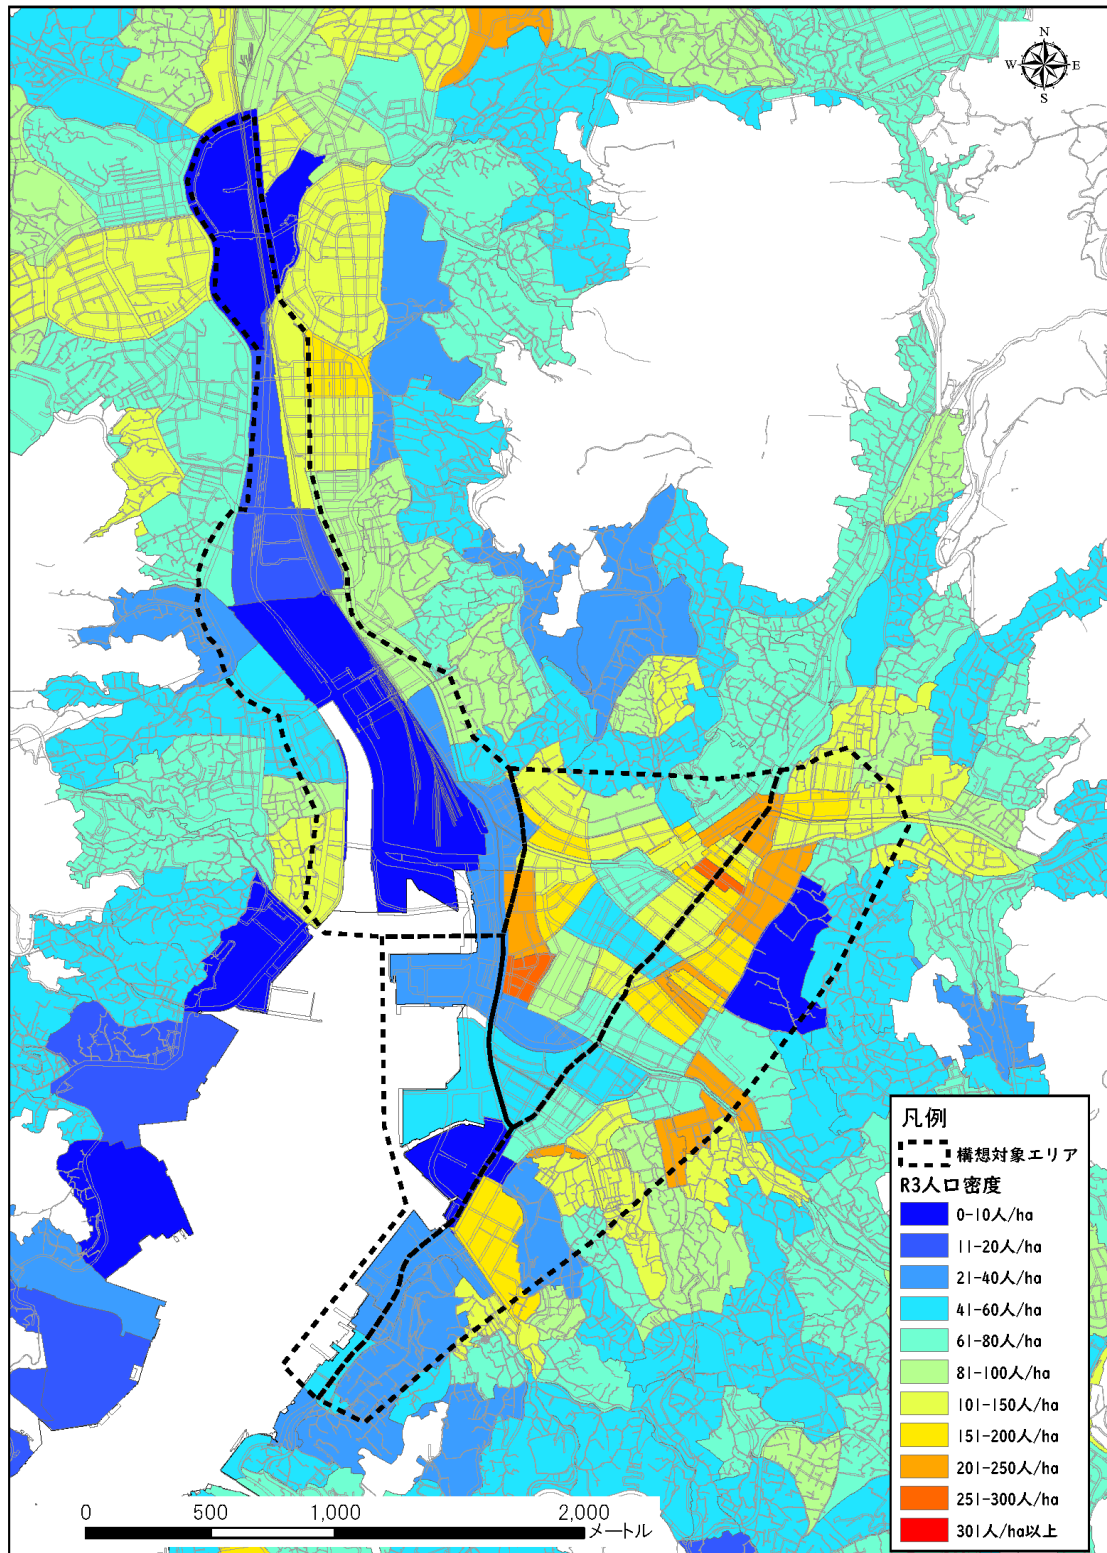 N
W E
S
凡例
構想対象エリア
R3人口密度
0-10人/ha
11-20人/ha
21-40人/ha
41-60人/ha
61-80人/ha
81-100人/ha
101-150人/ha
151-200人/ha
201-250人/ha
251-300人/ha
301人/ha以上
0 500 1,000 2,000
メートル